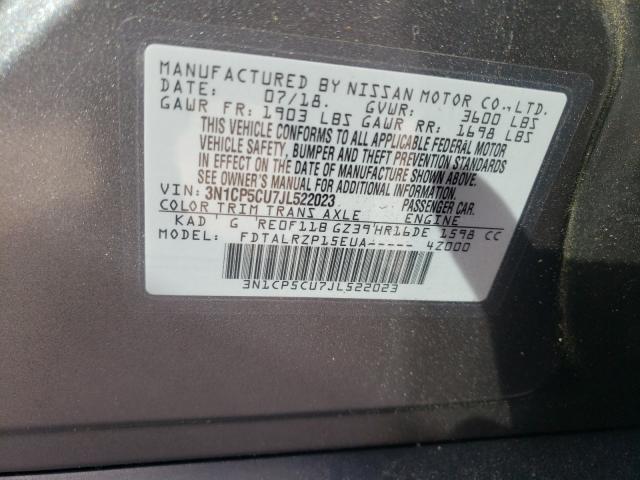 MANUFACTURED BY NISSAN MOTOR CO.,LTD.
DATE: 07/18. GVWR: 3600 LBS
GAWR FR: 1903 LBS GAWR RR: 1698 LBS
THIS VEHICLE CONFORMS TO ALL APPLICABLE FEDERAL MOTOR
VEHICLE SAFETY, BUMPER AND THEFT PREVENTION STANDARDS
IN EFFECT ON THE DATE OF MANUFACTURE SHOWN ABOVE.
SEE OWNER'S MANUAL FOR FURTHER INFORMATION
VIN: 3N1CP5CU7JL522023 PASSENGER CAR.
COLOR TRIM TRANS AXLE ENGINE
KAD ' G RE0F11B GZ39'HR16DE 1598 CC
MODEL: FDTALRZP15EUA----- 4Z000
3N1CP5CU7JL522023